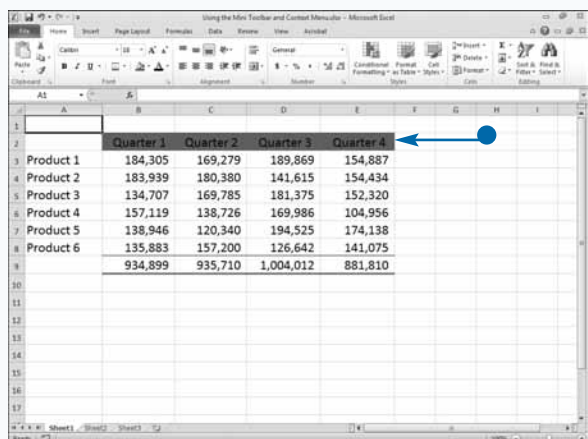 Using the Mini Toolbar and Context Menu.xlsx - Microsoft Excel
File Home Insert Page Layout Formulas Data Review View Acrobat
Calibri 16 A A General Insert
Paste B I U $ % , Conditional Format Cell Delete Sort & Find &
Formatting as Table Styles Format Filter Select
Clipboard Font Alignment Number Styles Cells Editing
A1 fx
A B C D E F G H I
1
2 Quarter 1 Quarter 2 Quarter 3 Quarter 4
3 Product 1 184,305 169,279 189,869 154,887
4 Product 2 183,939 180,380 141,615 154,434
5 Product 3 134,707 169,785 181,375 152,320
6 Product 4 157,119 138,726 169,986 104,956
7 Product 5 138,946 120,340 194,525 174,138
8 Product 6 135,883 157,200 126,642 141,075
9 934,899 935,710 1,004,012 881,810
10
11
12
13
14
15
16
17
Sheet1 Sheet2 Sheet3
Ready 100%